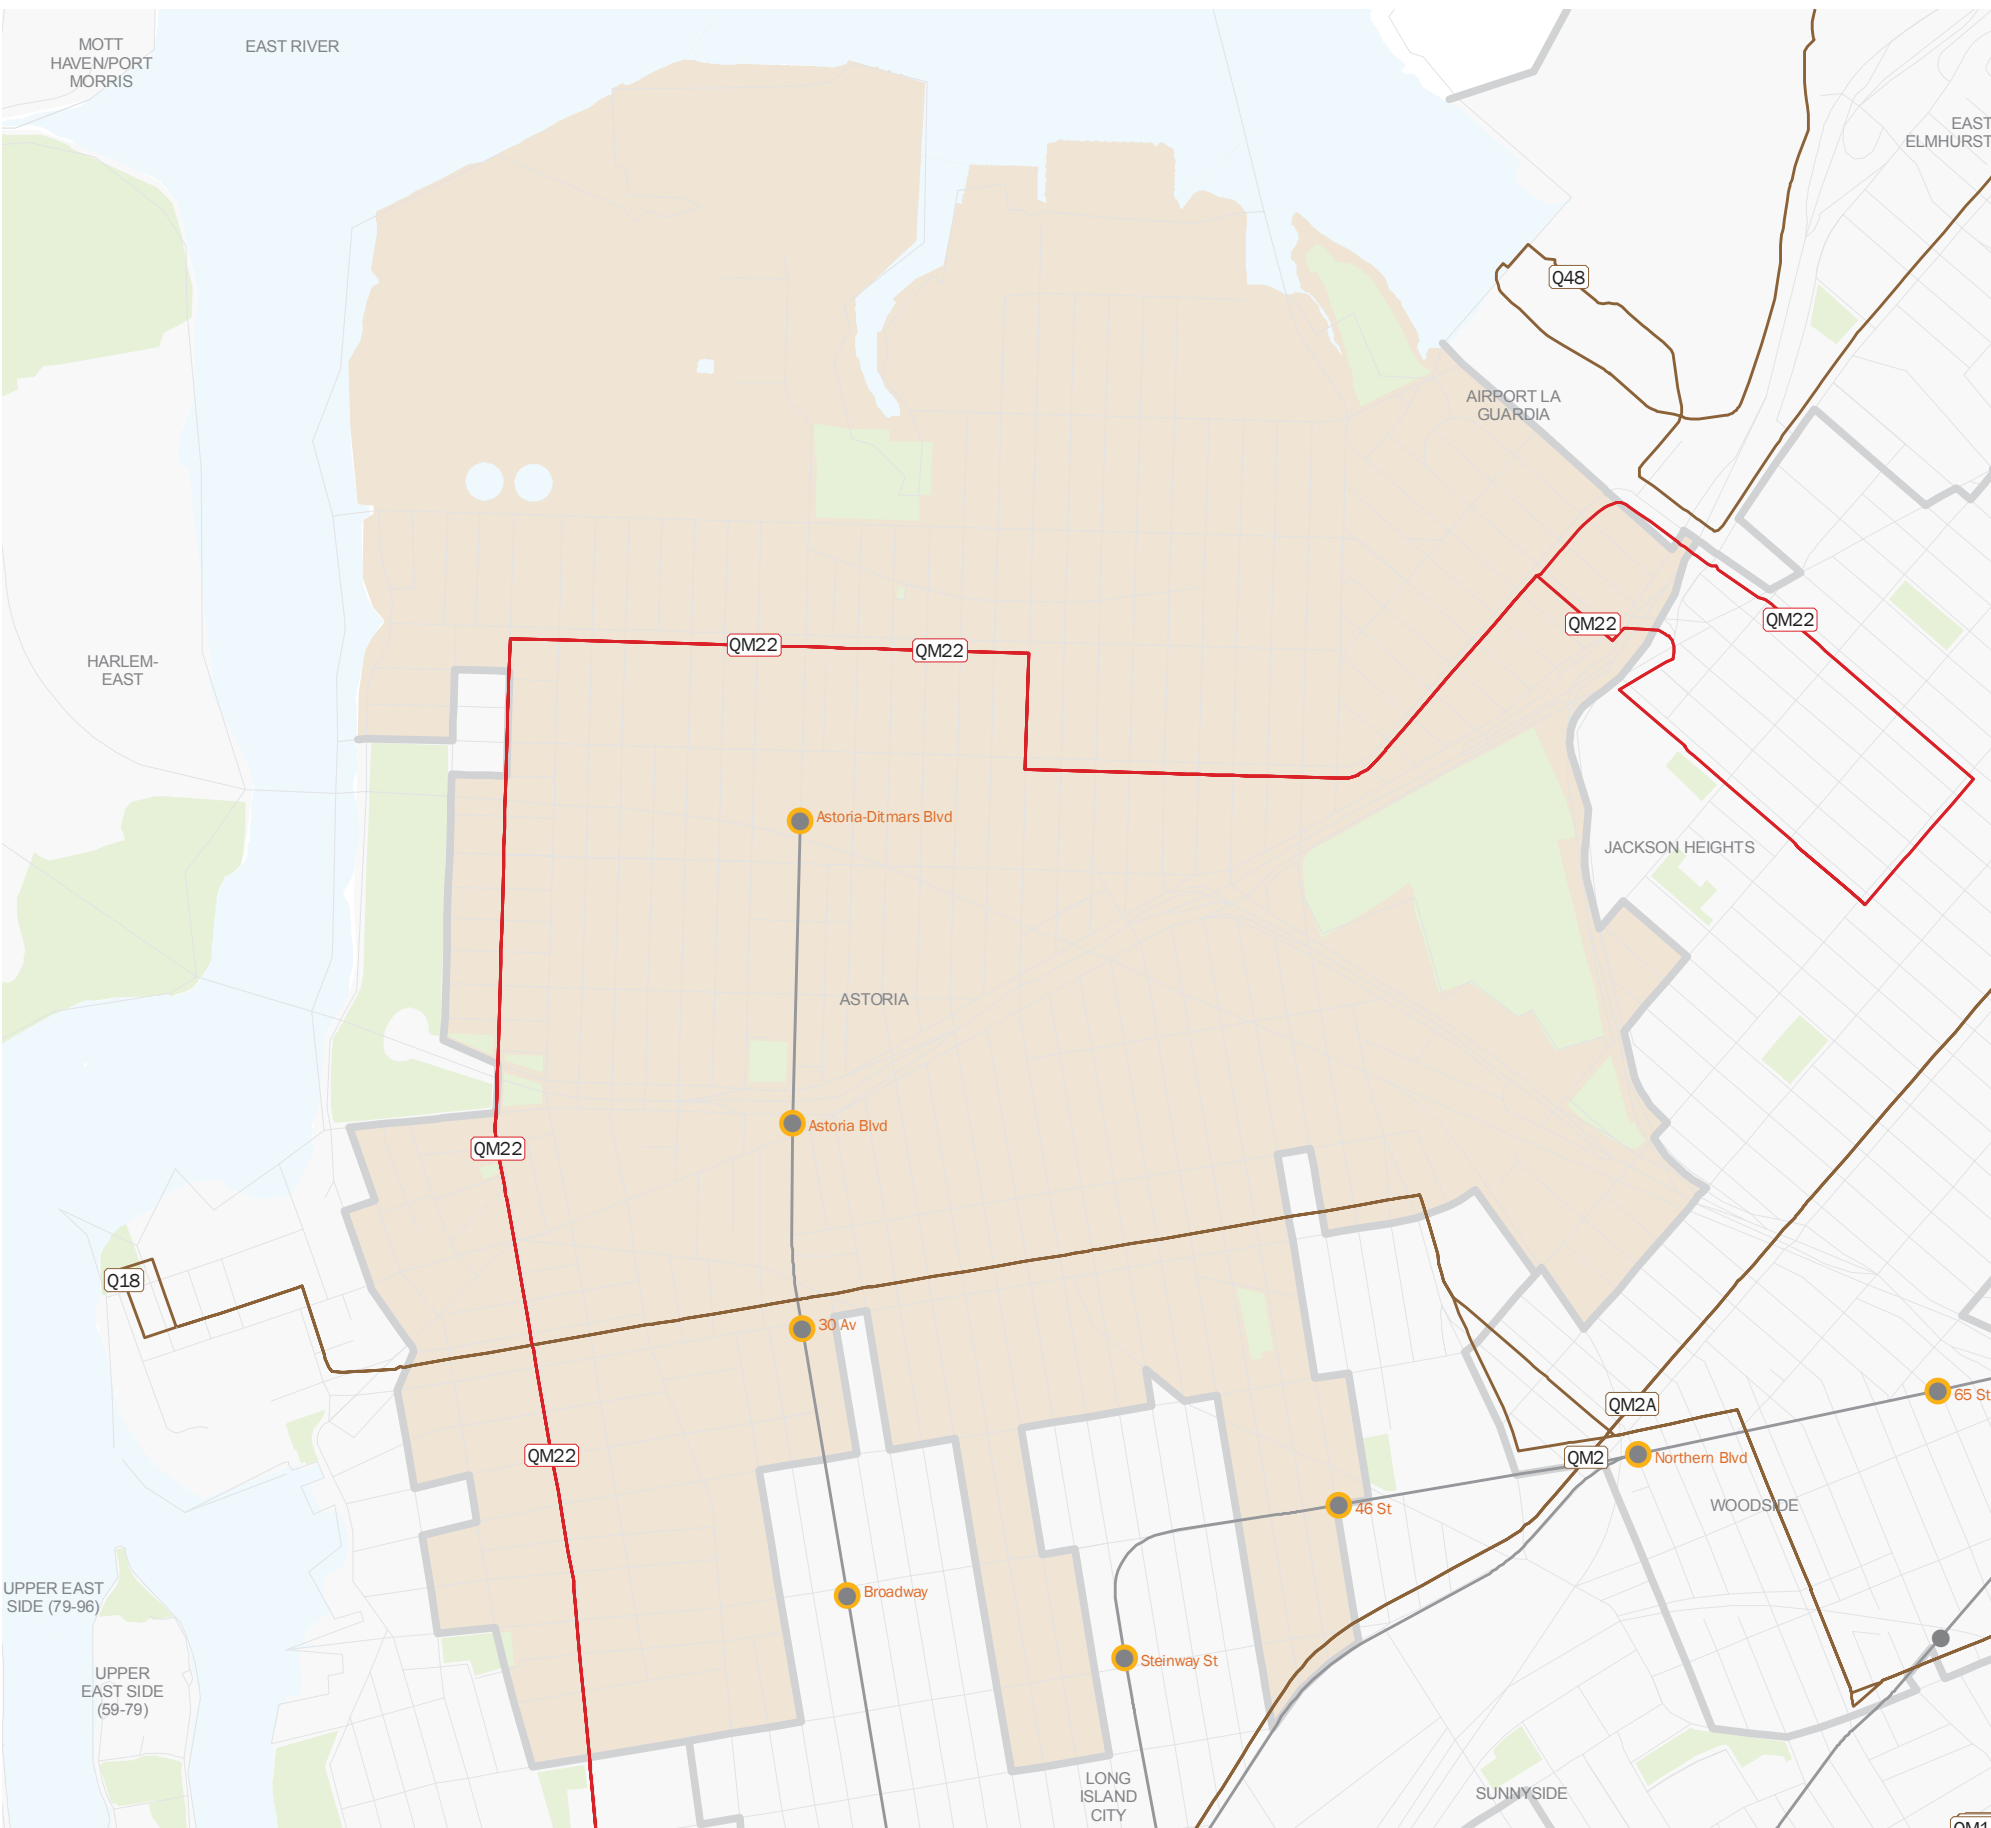 MOTT
HAVEN/PORT
MORRIS
EAST RIVER
EAST
ELMHURST
Q48
AIRPORT LA
GUARDIA
QM22
QM22
QM22
QM22
HARLEM-
EAST
Astoria-Ditmars Blvd
JACKSON HEIGHTS
ASTORIA
Astoria Blvd
QM22
Q18
30 Av
65 St
QM2A
QM22
QM2
Northern Blvd
WOODSIDE
46 St
UPPER EAST
SIDE (79-96)
Broadway
Steinway St
UPPER
EAST SIDE
(59-79)
LONG
ISLAND
CITY
SUNNYSIDE